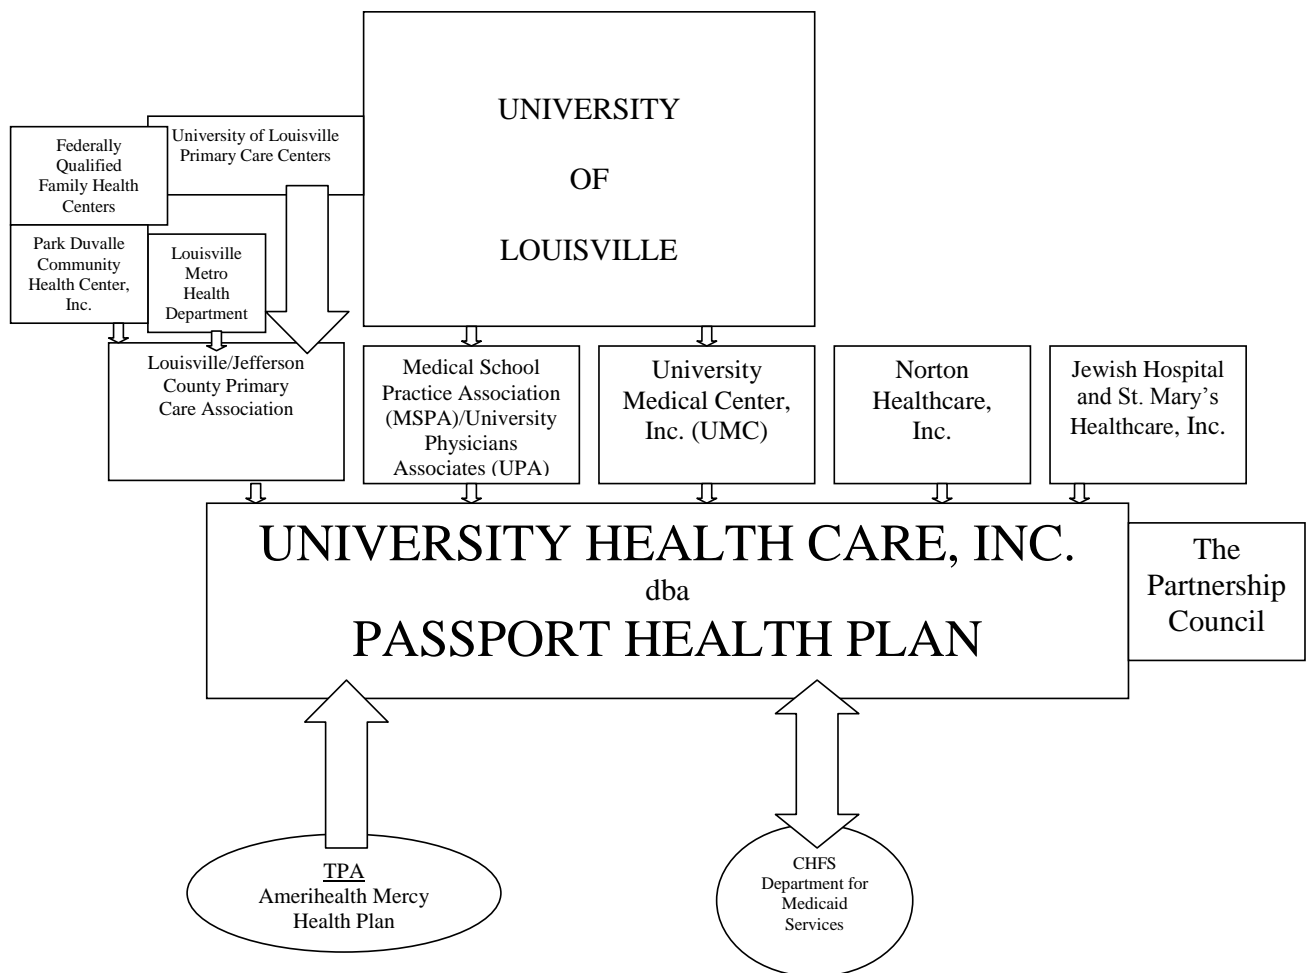 UNIVERSITY
OF
LOUISVILLE
University of Louisville
Primary Care Centers
Federally
Qualified
Family Health
Centers
Park Duvalle
Community
Health Center,
Inc.
Louisville
Metro
Health
Department
Louisville/Jefferson
County Primary
Care Association
Medical School
Practice Association
(MSPA)/University
Physicians
Associates (UPA)
University
Medical Center,
Inc. (UMC)
Norton
Healthcare,
Inc.
Jewish Hospital
and St. Mary’s
Healthcare, Inc.
UNIVERSITY HEALTH CARE, INC.
dba
PASSPORT HEALTH PLAN
The
Partnership
Council
TPA
Amerihealth Mercy
Health Plan
CHFS
Department for
Medicaid
Services